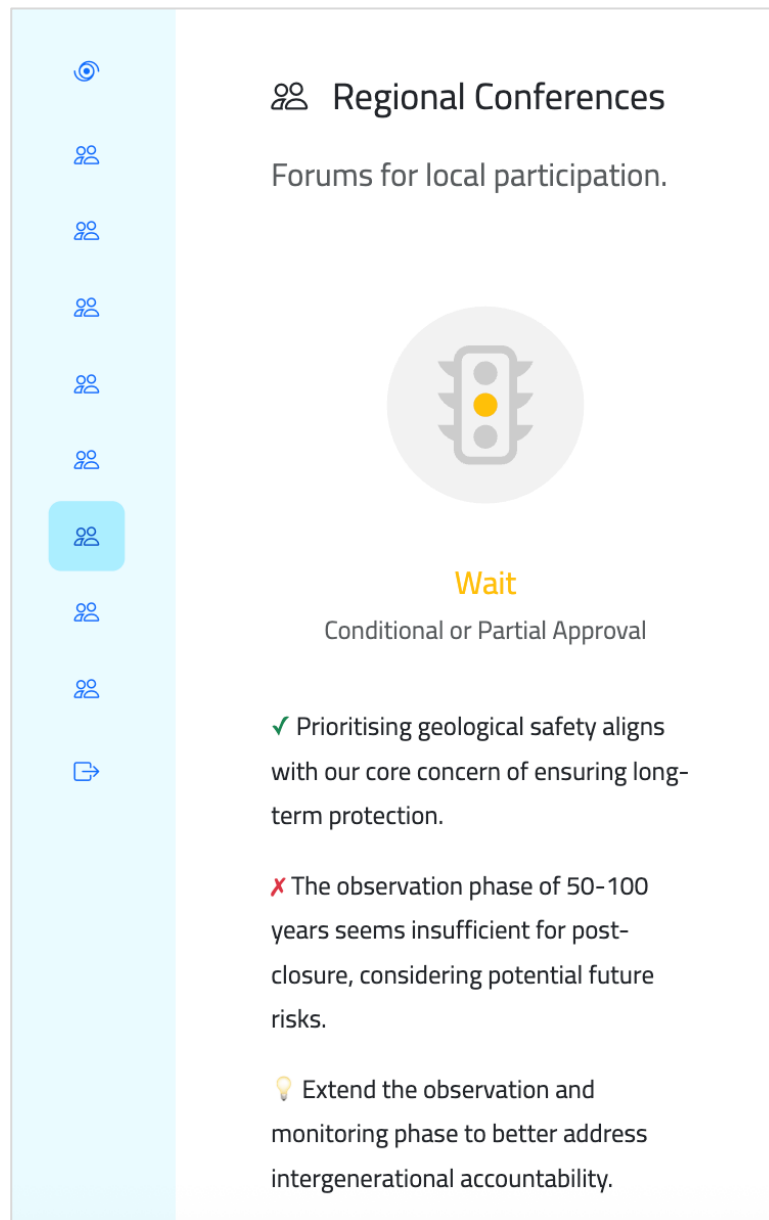 Regional Conferences
Forums for local participation.
Wait
Conditional or Partial Approval
✓ Prioritising geological safety aligns
with our core concern of ensuring long-
term protection.
✗ The observation phase of 50-100
years seems insufficient for post-
closure, considering potential future
risks.
💡 Extend the observation and
monitoring phase to better address
intergenerational accountability.